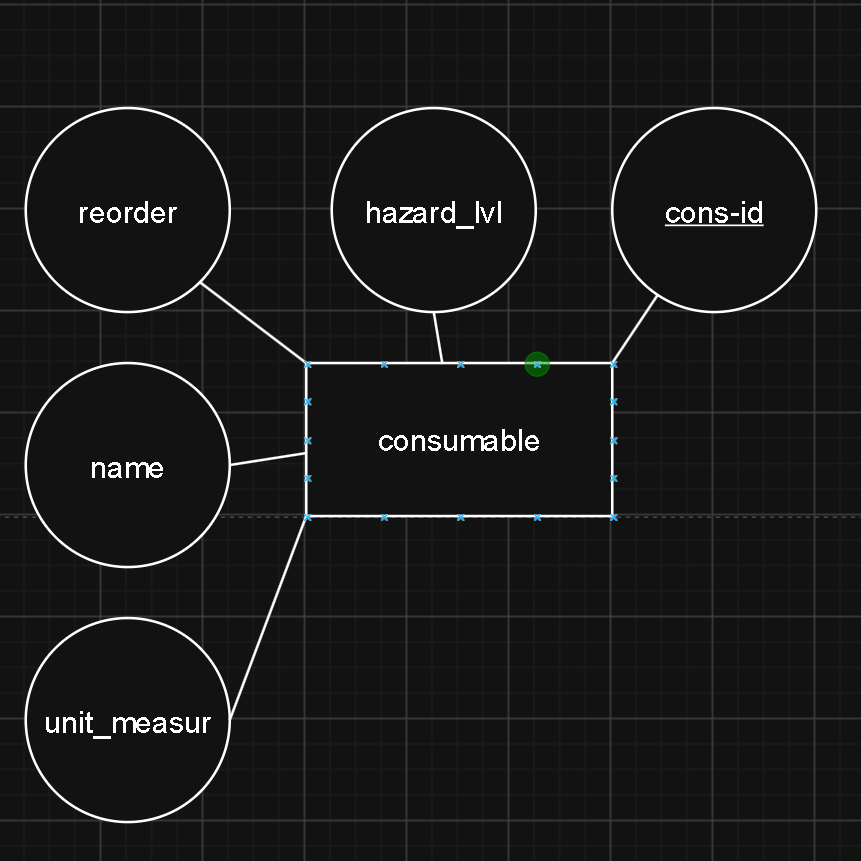 reorder
hazard_lvl
cons-id
consumable
name
unit_measur